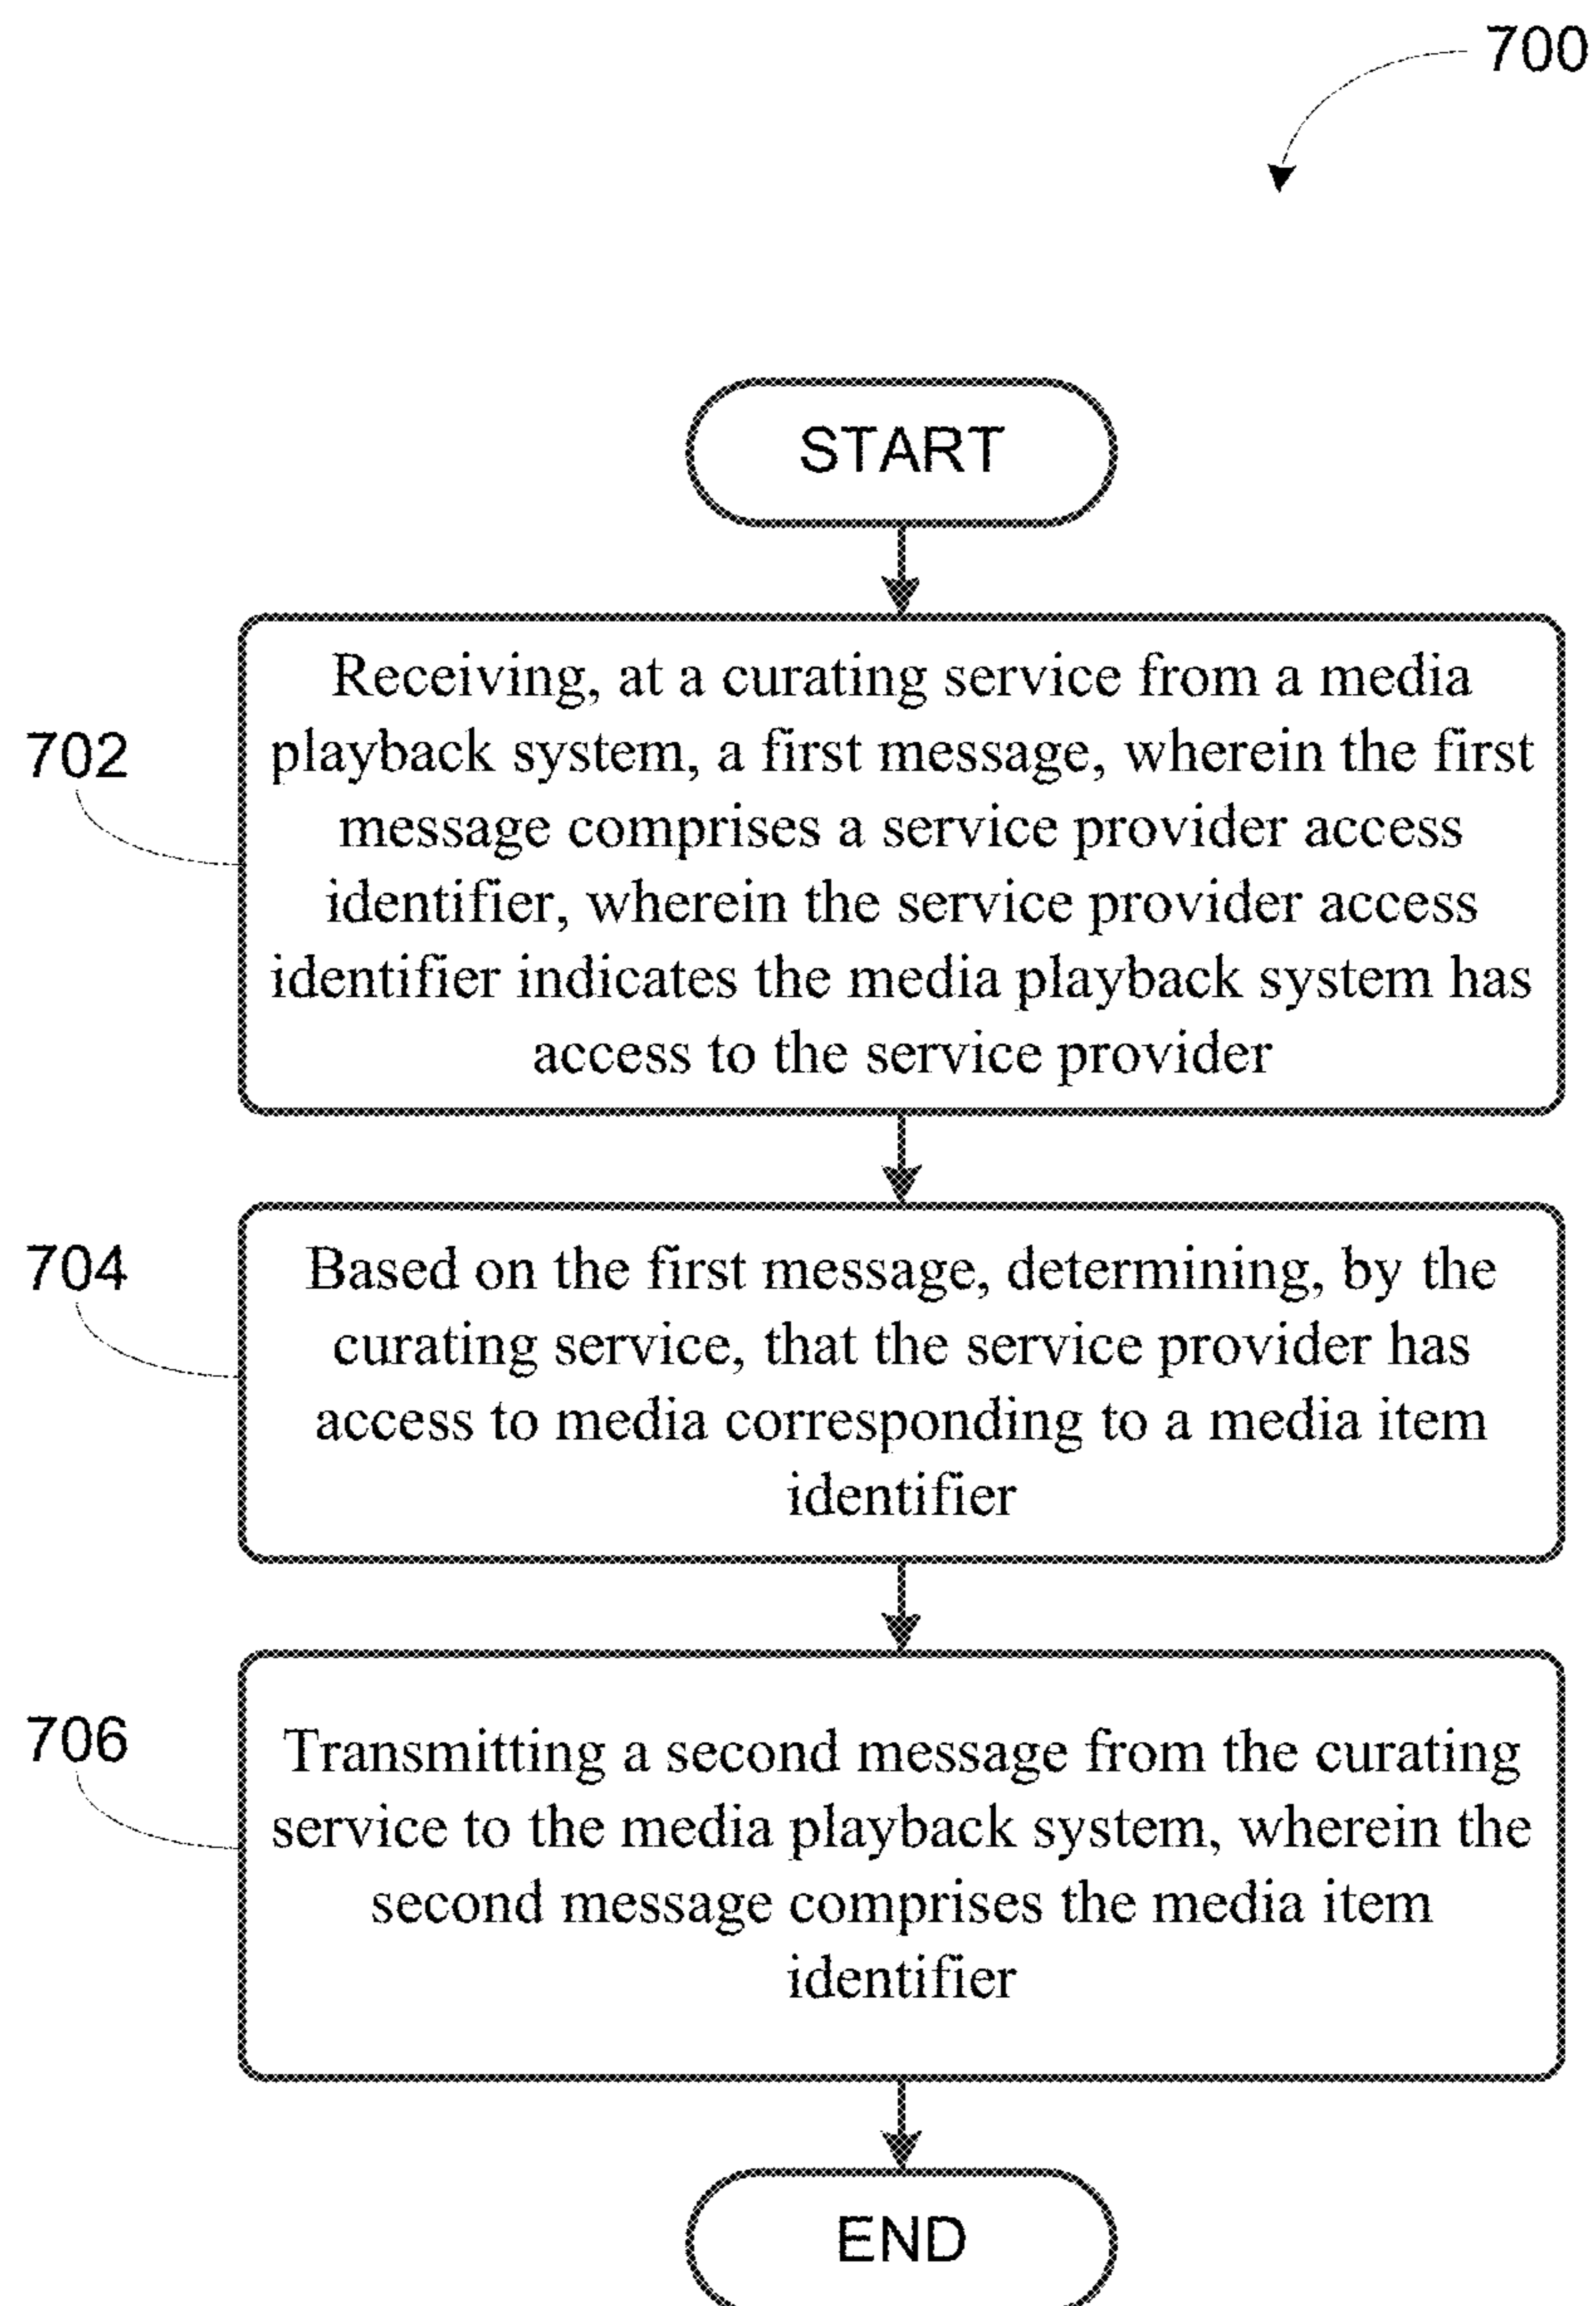 700
START
702
Receiving, at a curating service from a media
playback system, a first message, wherein the first
message comprises a service provider access
identifier, wherein the service provider access
identifier indicates the media playback system has
access to the service provider
704
Based on the first message, determining, by the
curating service, that the service provider has
access to media corresponding to a media item
identifier
706
Transmitting a second message from the curating
service to the media playback system, wherein the
second message comprises the media item
identifier
END